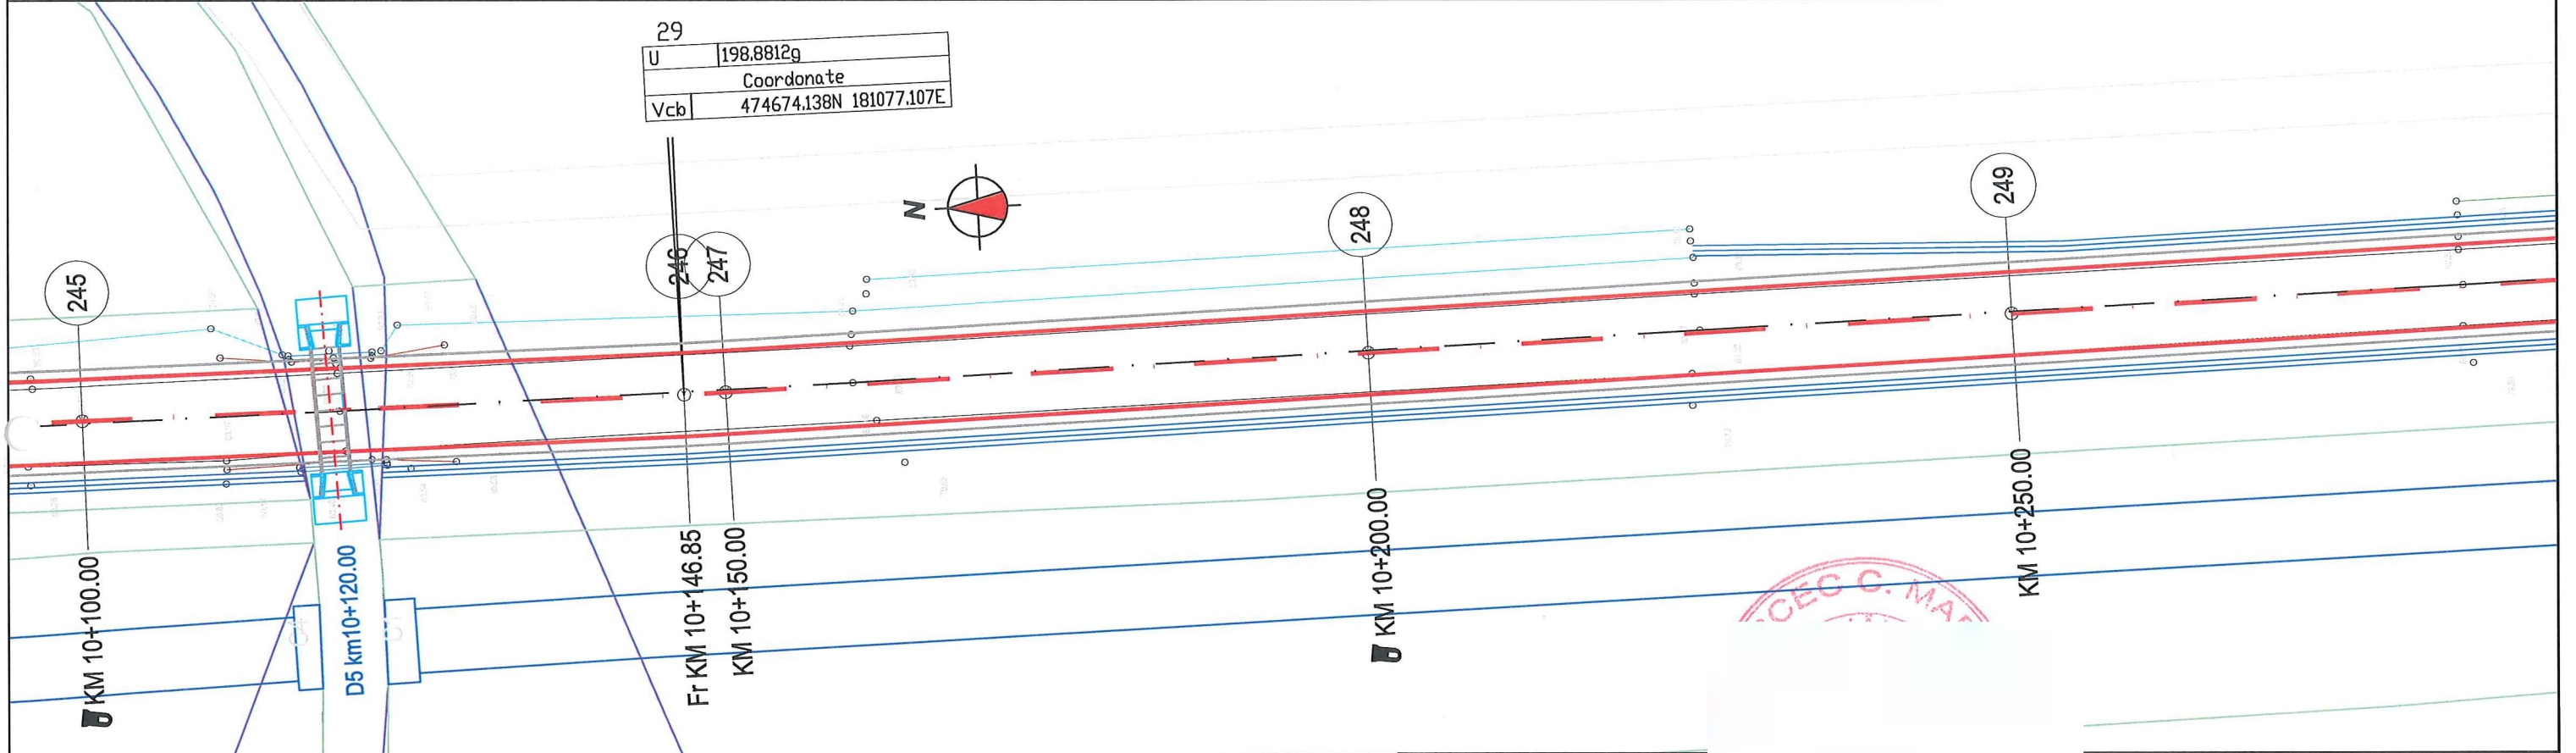 29
U 198.8812g
Coordonate
Vcb 474674.138N 181077.107E
N
245
246
247
248
249
KM 10+100.00
D5 km10+120.00
Fr KM 10+146.85
KM 10+150.00
KM 10+200.00
KM 10+250.00
C. MAR